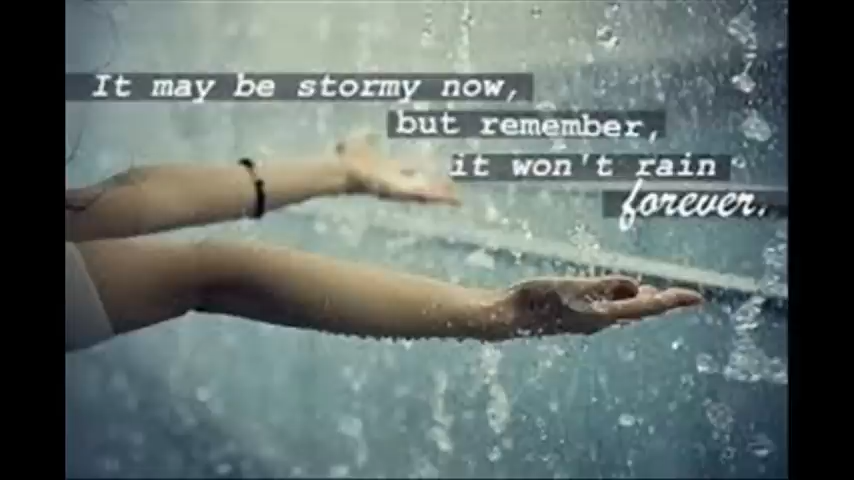 It may be stormy now,
but remember,
it won't rain
forever.